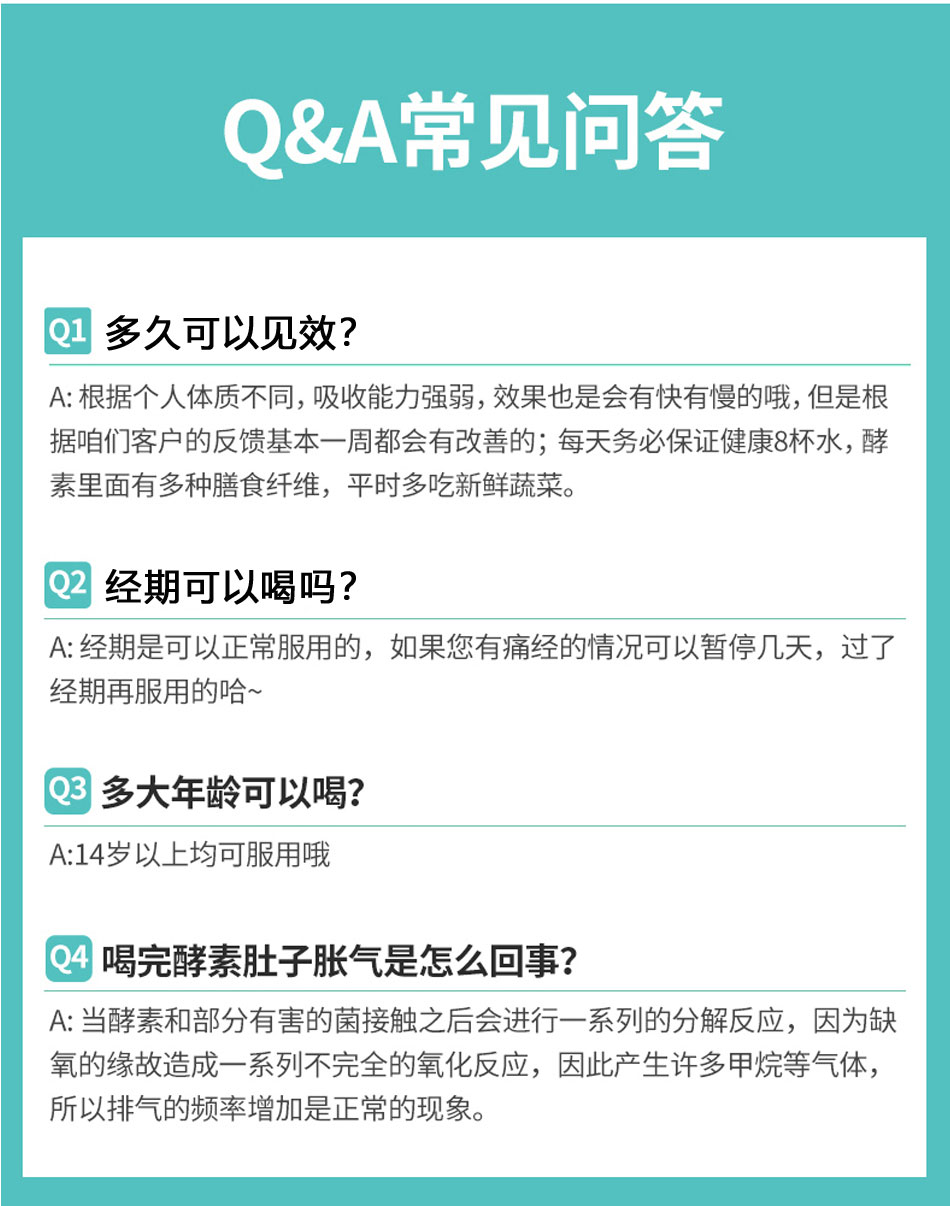 Q&A常见问答
Q1 多久可以见效？
A: 根据个人体质不同，吸收能力强弱，效果也是会有快有慢的哦，但是根
据咱们客户的反馈基本一周都会有改善的；每天务必保证健康8杯水，酵
素里面有多种膳食纤维，平时多吃新鲜蔬菜。
Q2 经期可以喝吗？
A: 经期是可以正常服用的，如果您有痛经的情况可以暂停几天，过了
经期再服用的哈~
Q3 多大年龄可以喝？
A:14岁以上均可服用哦
Q4 喝完酵素肚子胀气是怎么回事？
A: 当酵素和部分有害的菌接触之后会进行一系列的分解反应，因为缺
氧的缘故造成一系列不完全的氧化反应，因此产生许多甲烷等气体，
所以排气的频率增加是正常的现象。